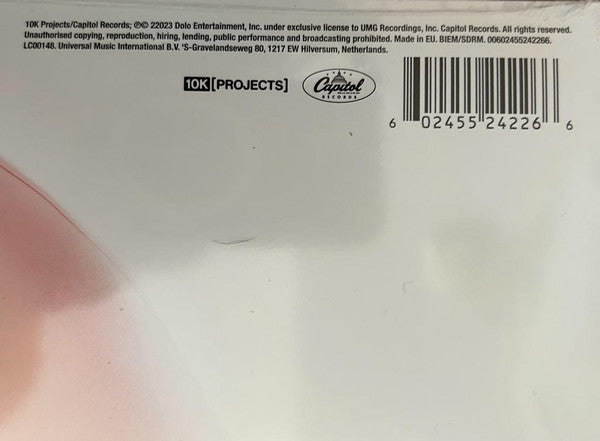 10K Projects/Capitol Records; ℗© 22023 Dolo Entertainment, Inc. under exclusive license to UMG Recordings, Inc. Capitol Records. All rights reserved.
Unauthorised copying, reproduction, hiring, lending, public performance and broadcasting prohibited. Made in EU. BIEM/SDRM. 00602455242266.
LC00148. Universal Music International B.V. 'S-Gravelandseweg 80, 1217 EW Hilversum, Netherlands.
10K [PROJECTS]
Capitol
RECORDS
6 02455 24226 6